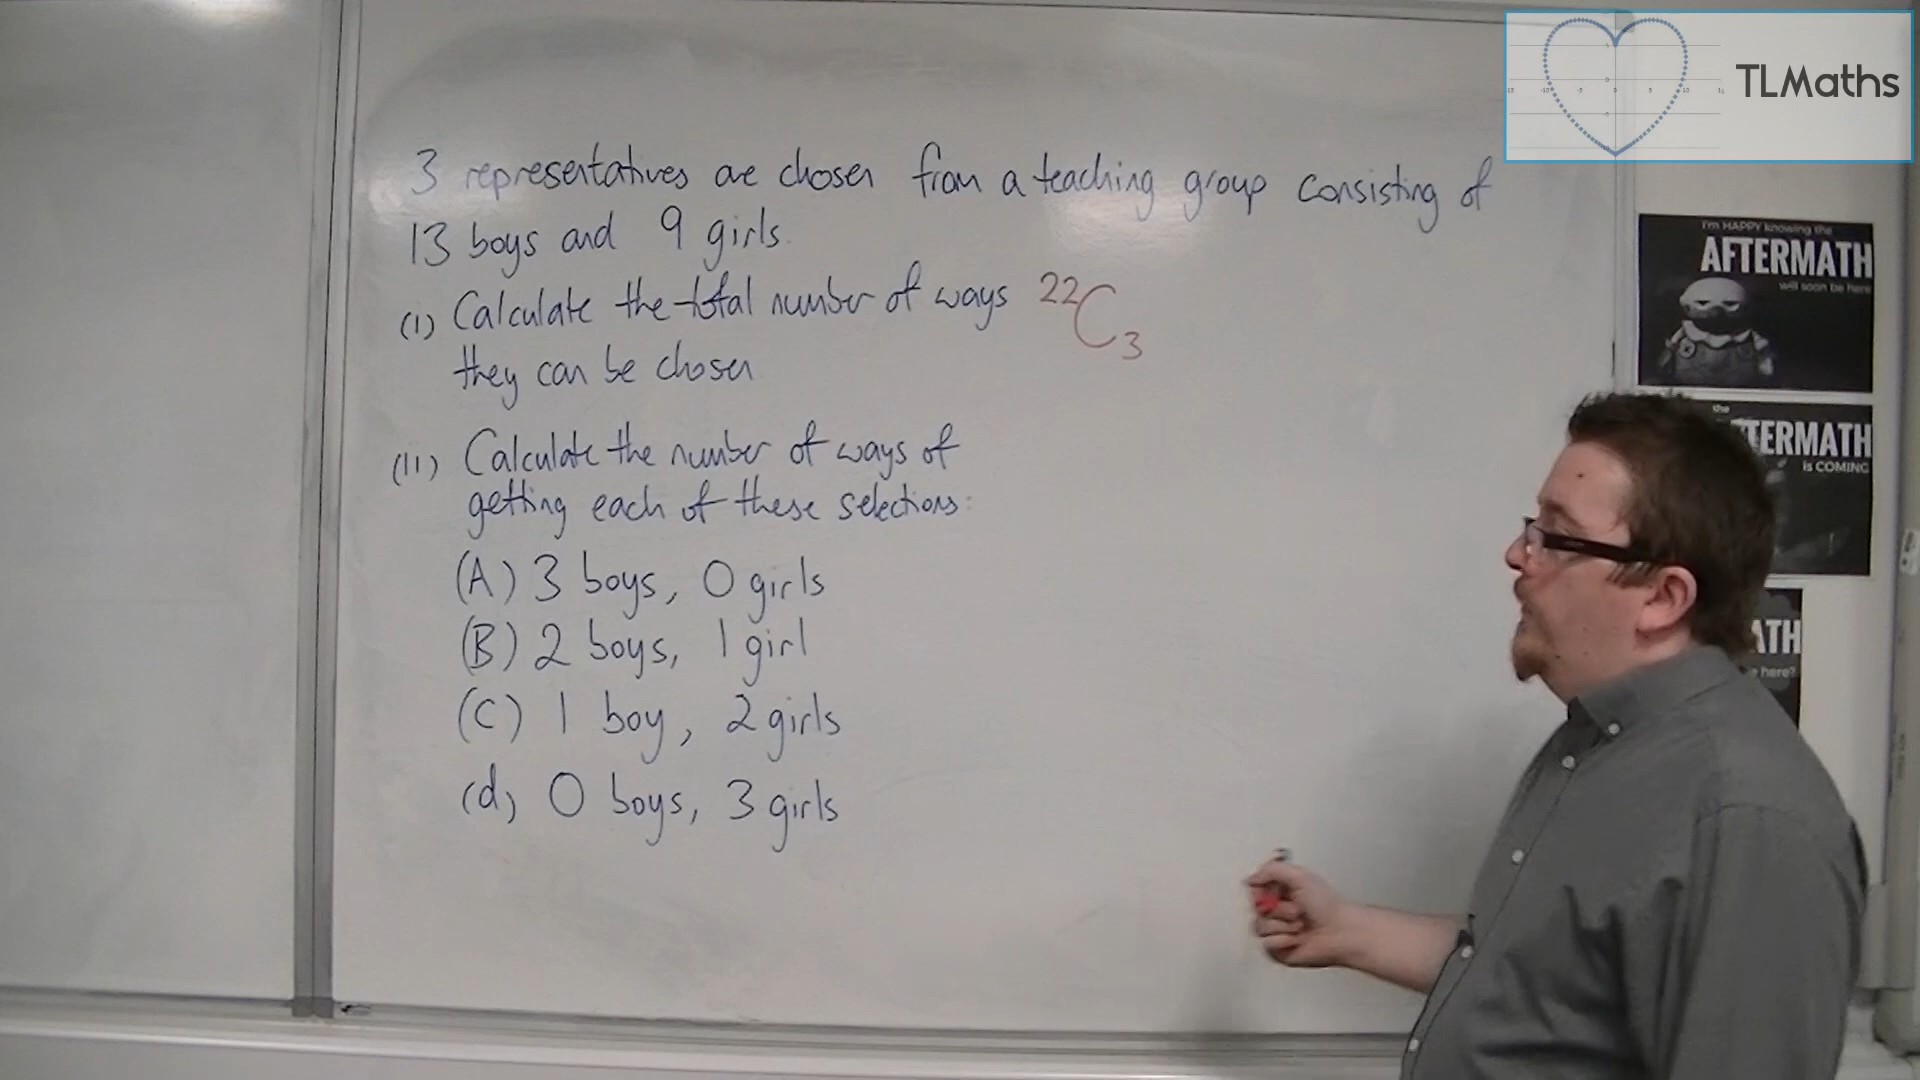 TLMaths
3 representatives are chosen from a teaching group consisting of
13 boys and 9 girls.
(i) Calculate the total number of ways ²²C₃
they can be chosen
(ii) Calculate the number of ways of
getting each of these selections:
(A) 3 boys, 0 girls
(B) 2 boys, 1 girl
(C) 1 boy, 2 girls
(d) 0 boys, 3 girls
I'm HAPPY knowing the
AFTERMATH
will soon be here
the
TERMATH
is COMING
ATH
here?